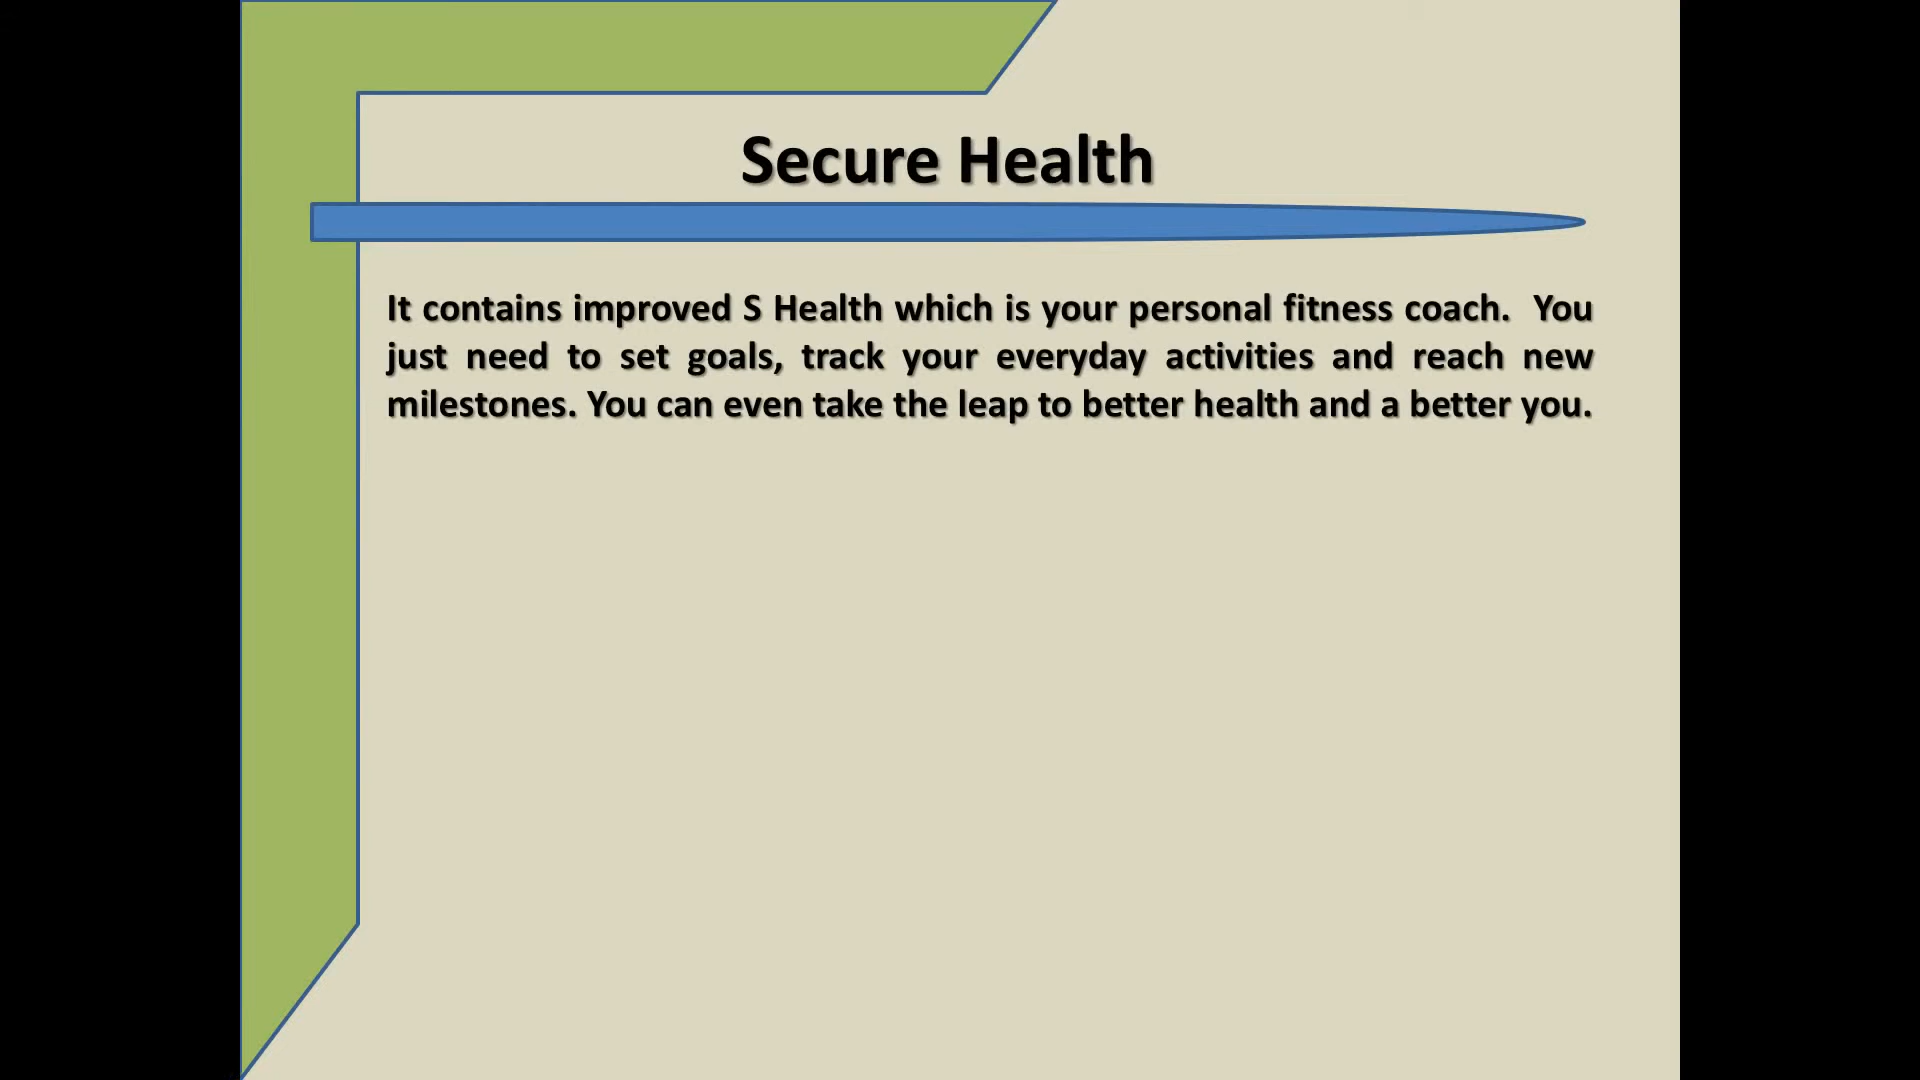 Secure Health
It contains improved S Health which is your personal fitness coach.  You
just need to set goals, track your everyday activities and reach new
milestones. You can even take the leap to better health and a better you.